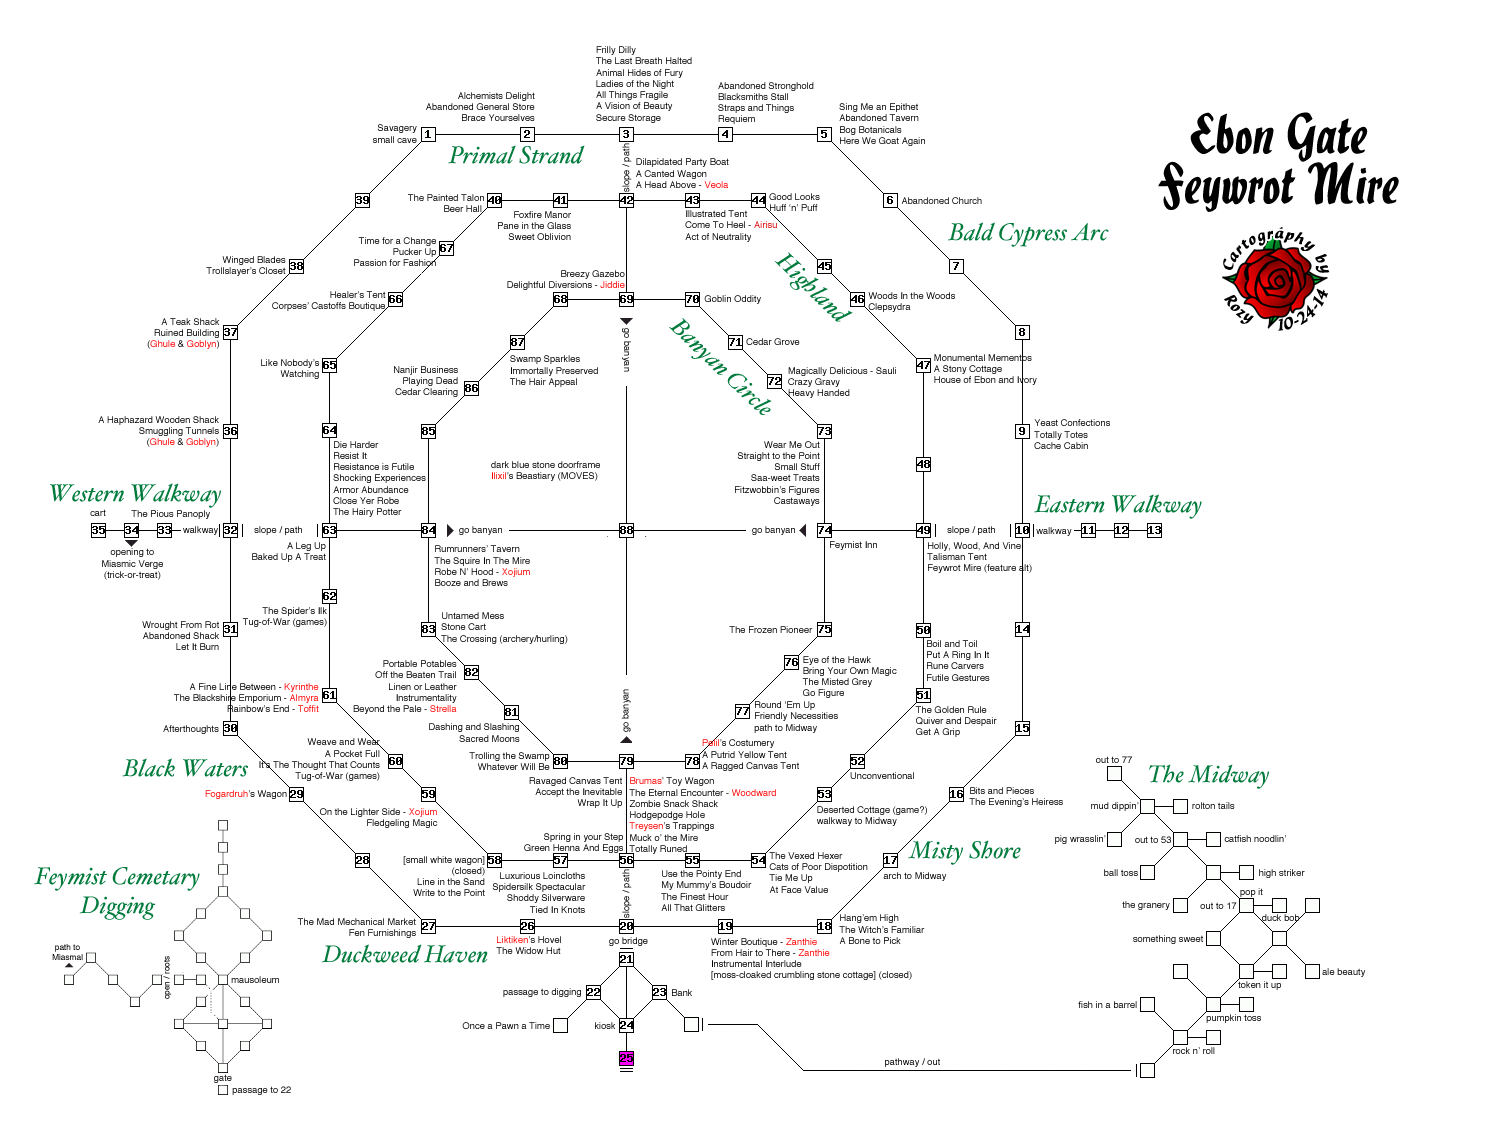 Ebon Gate
Feywrot Mire
Cartography by
Rozy
10-24-14
Frilly Dilly
The Last Breath Halted
Animal Hides of Fury
Ladies of the Night
All Things Fragile
A Vision of Beauty
Secure Storage
Alchemists Delight
Abandoned General Store
Brace Yourselves
Abandoned Stronghold
Blacksmiths Stall
Straps and Things
Requiem
Sing Me an Epithet
Abandoned Tavern
Bog Botanicals
Here We Goat Again
Savagery
small cave
1
2
3
4
5
Primal Strand
slope / path
Dilapidated Party Boat
A Canted Wagon
A Head Above - Veola
39
The Painted Talon
Beer Hall
40
41
42
43
44
Good Looks
Huff 'n' Puff
6
Abandoned Church
Foxfire Manor
Pane in the Glass
Sweet Oblivion
Illustrated Tent
Come To Heel - Airisu
Act of Neutrality
Bald Cypress Arc
Time for a Change
Pucker Up
Passion for Fashion
67
Winged Blades
Trollslayer's Closet
38
Highland
45
7
Breezy Gazebo
Delightful Diversions - Jiddie
Healer's Tent
Corpses' Castoffs Boutique
66
68
69
70
Goblin Oddity
46
Woods In the Woods
Clepsydra
A Teak Shack
Ruined Building
(Ghule & Goblyn)
37
8
go banyan
Banyan Circle
87
71
Cedar Grove
Swamp Sparkles
Immortally Preserved
The Hair Appeal
Like Nobody's
Watching
65
47
Monumental Mementos
A Stony Cottage
House of Ebon and Ivory
Nanjir Business
Playing Dead
Cedar Clearing
86
72
Magically Delicious - Sauli
Crazy Gravy
Heavy Handed
A Haphazard Wooden Shack
Smuggling Tunnels
(Ghule & Goblyn)
36
64
85
73
9
Yeast Confections
Totally Totes
Cache Cabin
Die Harder
Resist It
Resistance is Futile
Shocking Experiences
Armor Abundance
Close Yer Robe
The Hairy Potter
dark blue stone doorframe
Ilixil's Beastiary (MOVES)
Wear Me Out
Straight to the Point
Small Stuff
Saa-weet Treats
Fitzwobbin's Figures
Castaways
48
Western Walkway
Eastern Walkway
cart
The Pious Panoply
35
34
33
walkway
32
slope / path
63
84
go banyan
88
go banyan
74
49
slope / path
10
walkway
11
12
13
opening to
Miasmic Verge
(trick-or-treat)
A Leg Up
Baked Up A Treat
Rumrunners' Tavern
The Squire In The Mire
Robe N' Hood - Xojium
Booze and Brews
Feymist Inn
Holly, Wood, And Vine
Talisman Tent
Feywrot Mire (feature alt)
62
The Spider's Ilk
Tug-of-War (games)
Wrought From Rot
Abandoned Shack
Let It Burn
31
83
Untamed Mess
Stone Cart
The Crossing (archery/hurling)
The Frozen Pioneer
75
50
14
Boil and Toil
Put A Ring In It
Rune Carvers
Futile Gestures
Portable Potables
Off the Beaten Trail
Linen or Leather
Instrumentality
Beyond the Pale - Strella
82
76
Eye of the Hawk
Bring Your Own Magic
The Misted Grey
Go Figure
A Fine Line Between - Kyrinthe
The Blackshire Emporium - Almyra
Rainbow's End - Toffit
61
51
The Golden Rule
Quiver and Despair
Get A Grip
81
77
Round 'Em Up
Friendly Necessities
path to Midway
go banyan
Afterthoughts
30
Dashing and Slashing
Sacred Moons
15
Weave and Wear
A Pocket Full
It's The Thought That Counts
Tug-of-War (games)
60
Trolling the Swamp
Whatever Will Be
80
79
78
Polil's Costumery
A Putrid Yellow Tent
A Ragged Canvas Tent
52
Unconventional
Black Waters
Fogardruh's Wagon
29
59
On the Lighter Side - Xojium
Fledgeling Magic
Ravaged Canvas Tent
Accept the Inevitable
Wrap It Up
Brumas' Toy Wagon
The Eternal Encounter - Woodward
Zombie Snack Shack
Hodgepodge Hole
Treysen's Trappings
Muck o' the Mire
Totally Runed
53
Deserted Cottage (game?)
walkway to Midway
16
Bits and Pieces
The Evening's Heiress
Spring in your Step
Green Henna And Eggs
28
[small white wagon]
(closed)
Line in the Sand
Write to the Point
58
57
56
55
54
The Vexed Hexer
Cats of Poor Dispotition
Tie Me Up
At Face Value
17
arch to Midway
Misty Shore
Luxurious Loincloths
Spidersilk Spectacular
Shoddy Silverware
Tied In Knots
slope / path
Use the Pointy End
My Mummy's Boudoir
The Finest Hour
All That Glitters
The Mad Mechanical Market
Fen Furnishings
27
26
20
19
18
Hang'em High
The Witch's Familiar
A Bone to Pick
Duckweed Haven
Liktiken's Hovel
The Widow Hut
go bridge
Winter Boutique - Zanthie
From Hair to There - Zanthie
Instrumental Interlude
[moss-cloaked crumbling stone cottage] (closed)
21
passage to digging
22
23
Bank
Once a Pawn a Time
kiosk
24
25
pathway / out
Feymist Cemetary
Digging
path to
Miasmal
open / roots
mausoleum
gate
passage to 22
The Midway
out to 77
mud dippin'
rolton tails
pig wrasslin'
out to 53
catfish noodlin'
ball toss
high striker
pop it
the granery
out to 17
duck bob
something sweet
ale beauty
token it up
fish in a barrel
pumpkin toss
rock n' roll